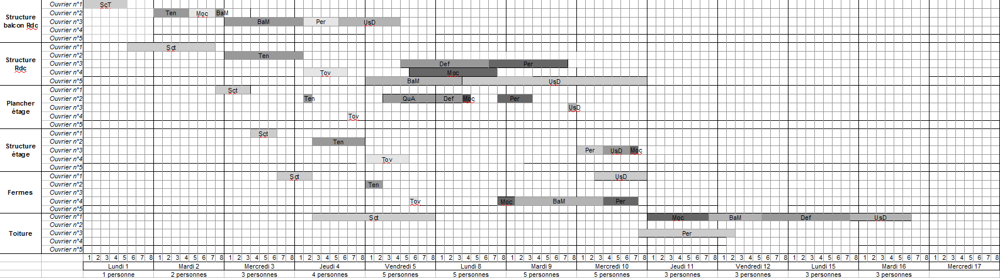 Ouvrier n°1 ScT
Structure balcon Rdc
Ouvrier n°2 Ten Moc BaM
Ouvrier n°3 BaM Per UsD
Ouvrier n°4
Ouvrier n°5
Structure Rdc
Ouvrier n°1 Sct
Ouvrier n°2 Ten
Ouvrier n°3 Def Per
Ouvrier n°4 Tov Moc
Ouvrier n°5 BaM UsD
Plancher étage
Ouvrier n°1 Sct
Ouvrier n°2 Ten QuA Def Moc Per
Ouvrier n°3 UsD
Ouvrier n°4 Tov
Ouvrier n°5
Structure étage
Ouvrier n°1 Sct
Ouvrier n°2 Ten
Ouvrier n°3 Per UsD Moc
Ouvrier n°4 Tov
Ouvrier n°5
Fermes
Ouvrier n°1 Sct UsD
Ouvrier n°2 Ten
Ouvrier n°3
Ouvrier n°4 Tov Moc BaM Per
Ouvrier n°5
Toiture
Ouvrier n°1 Sct Moc BaM Def UsD
Ouvrier n°2
Ouvrier n°3 Per
Ouvrier n°4
Ouvrier n°5
1 2 3 4 5 6 7 8 1 2 3 4 5 6 7 8 1 2 3 4 5 6 7 8 1 2 3 4 5 6 7 8 1 2 3 4 5 6 7 8 1 2 3 4 5 6 7 8 1 2 3 4 5 6 7 8 1 2 3 4 5 6 7 8 1 2 3 4 5 6 7 8 1 2 3 4 5 6 7 8 1 2 3 4 5 6 7 8 1 2 3 4 5 6 7 8 1 2 3 4 5 6 7 8
Lundi 1 Mardi 2 Mercredi 3 Jeudi 4 Vendredi 5 Lundi 8 Mardi 9 Mercredi 10 Jeudi 11 Vendredi 12 Lundi 15 Mardi 16 Mercredi 17
1 personne 2 personnes 3 personnes 4 personnes 5 personnes 5 personnes 5 personnes 5 personnes 3 personnes 3 personnes 3 personnes 3 personnes